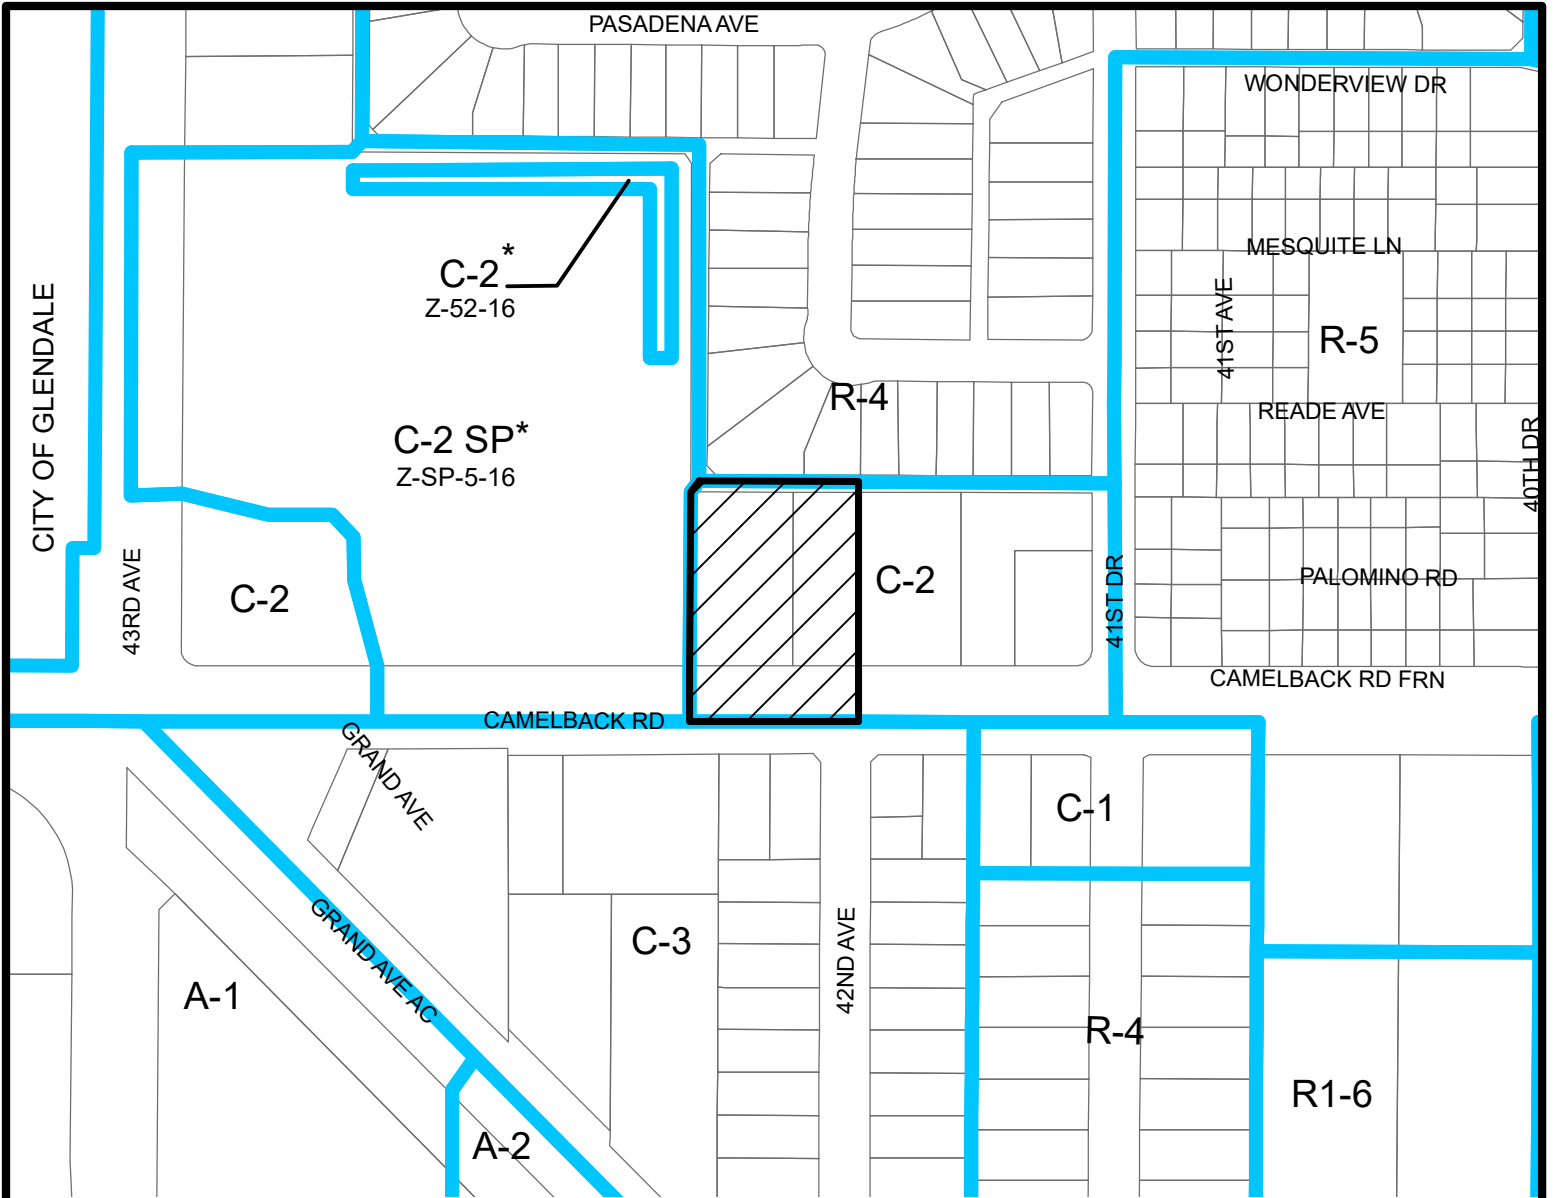 PASADENA AVE
WONDERVIEW DR
MESQUITE LN
C-2*
Z-52-16
CITY OF GLENDALE
41ST AVE
R-5
R-4
READE AVE
C-2 SP*
Z-SP-5-16
40TH DR
43RD AVE
C-2
C-2
41ST DR
PALOMINO RD
CAMELBACK RD FRN
CAMELBACK RD
GRAND AVE
C-1
GRAND AVE AC
C-3
42ND AVE
A-1
R-4
R1-6
A-2